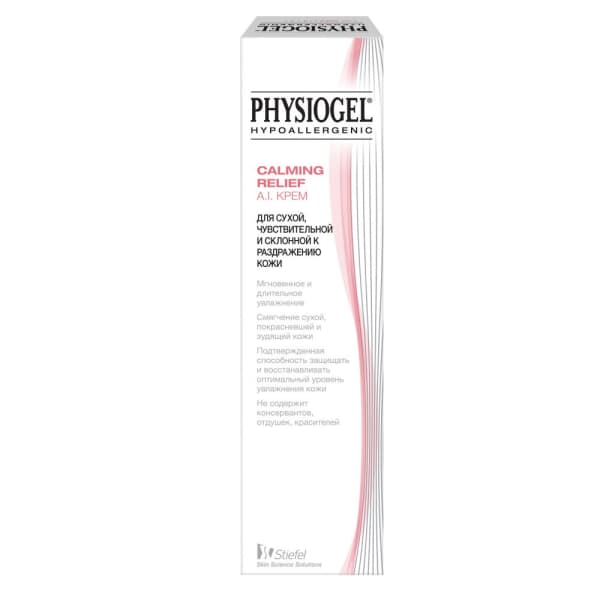 PHYSIOGEL
PHYSIOGEL®
HYPOALLERGENIC
CALMING
RELIEF
A.I. КРЕМ
ДЛЯ СУХОЙ,
ЧУВСТВИТЕЛЬНОЙ
И СКЛОННОЙ К
РАЗДРАЖЕНИЮ
КОЖИ
Мгновенное и
длительное
увлажнение
Смягчение сухой,
покрасневшей и
зудящей кожи
Подтвержденная
способность защищать
и восстанавливать
оптимальный уровень
увлажнения кожи
Не содержит
консервантов,
отдушек, красителей
Stiefel
Skin Science Solutions